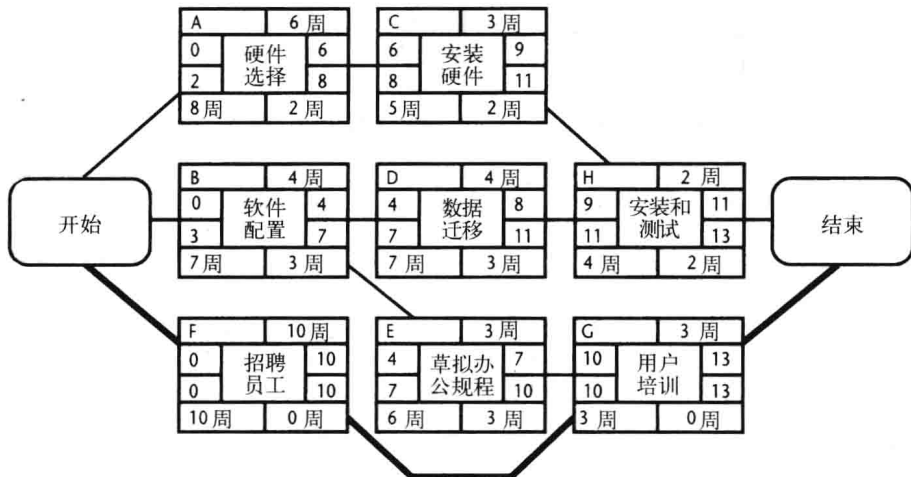 A 6 周
0 硬件 6
2 选择 8
8 周 2 周
C 3 周
6 安装 9
8 硬件 11
5 周 2 周
开始
B 4 周
0 软件 4
3 配置 7
7 周 3 周
D 4 周
4 数据 8
7 迁移 11
7 周 3 周
H 2 周
9 安装和 11
11 测试 13
4 周 2 周
结束
F 10 周
0 招聘 10
0 员工 10
10 周 0 周
E 3 周
4 草拟办 7
7 公规程 10
6 周 3 周
G 3 周
10 用户 13
10 培训 13
3 周 0 周